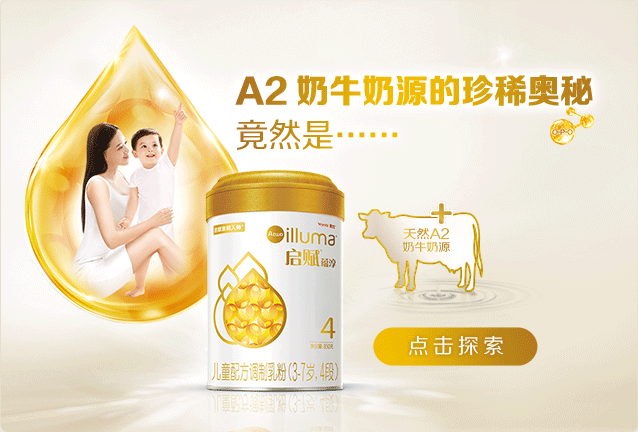 A2 奶牛奶源的珍稀奥秘
竟然是……
Atwo illuma
启赋 蕴淳
4
儿童配方调制乳粉(3-7岁,4段)
天然A2
奶牛奶源
点击探索